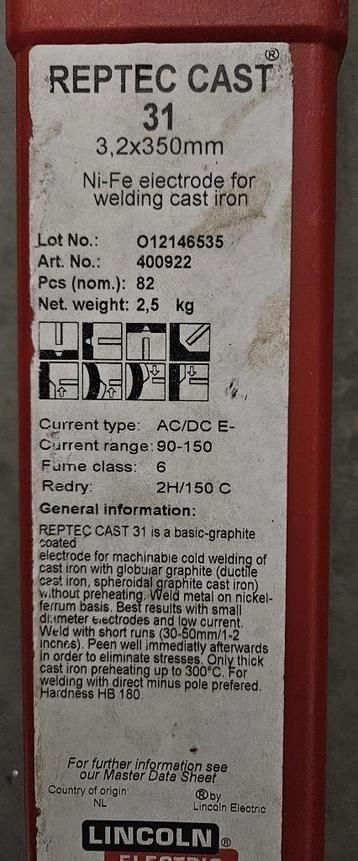 REPTEC CAST®
31
3,2x350mm
Ni-Fe electrode for
welding cast iron
Lot No.: O12146535
Art. No.: 400922
Pcs (nom.): 82
Net. weight: 2,5 kg
Current type: AC/DC E-
Current range: 90-150
Fume class: 6
Redry: 2H/150 C
General information:
REPTEC CAST 31 is a basic-graphite
coated
electrode for machinable cold welding of
cast iron with globular graphite (ductile
cast iron, spheroidal graphite cast iron)
without preheating. Weld metal on nickel-
ferrum basis. Best results with small
diameter electrodes and low current.
Weld with short runs (30-50mm/1-2
inches). Peen well immediatly afterwards
in order to eliminate stresses. Only thick
cast iron preheating up to 300°C. For
welding with direct minus pole prefered.
Hardness HB 180.
For further information see
our Master Data Sheet
Country of origin: ® by
NL Lincoln Electric
LINCOLN ®
ELECTRIC